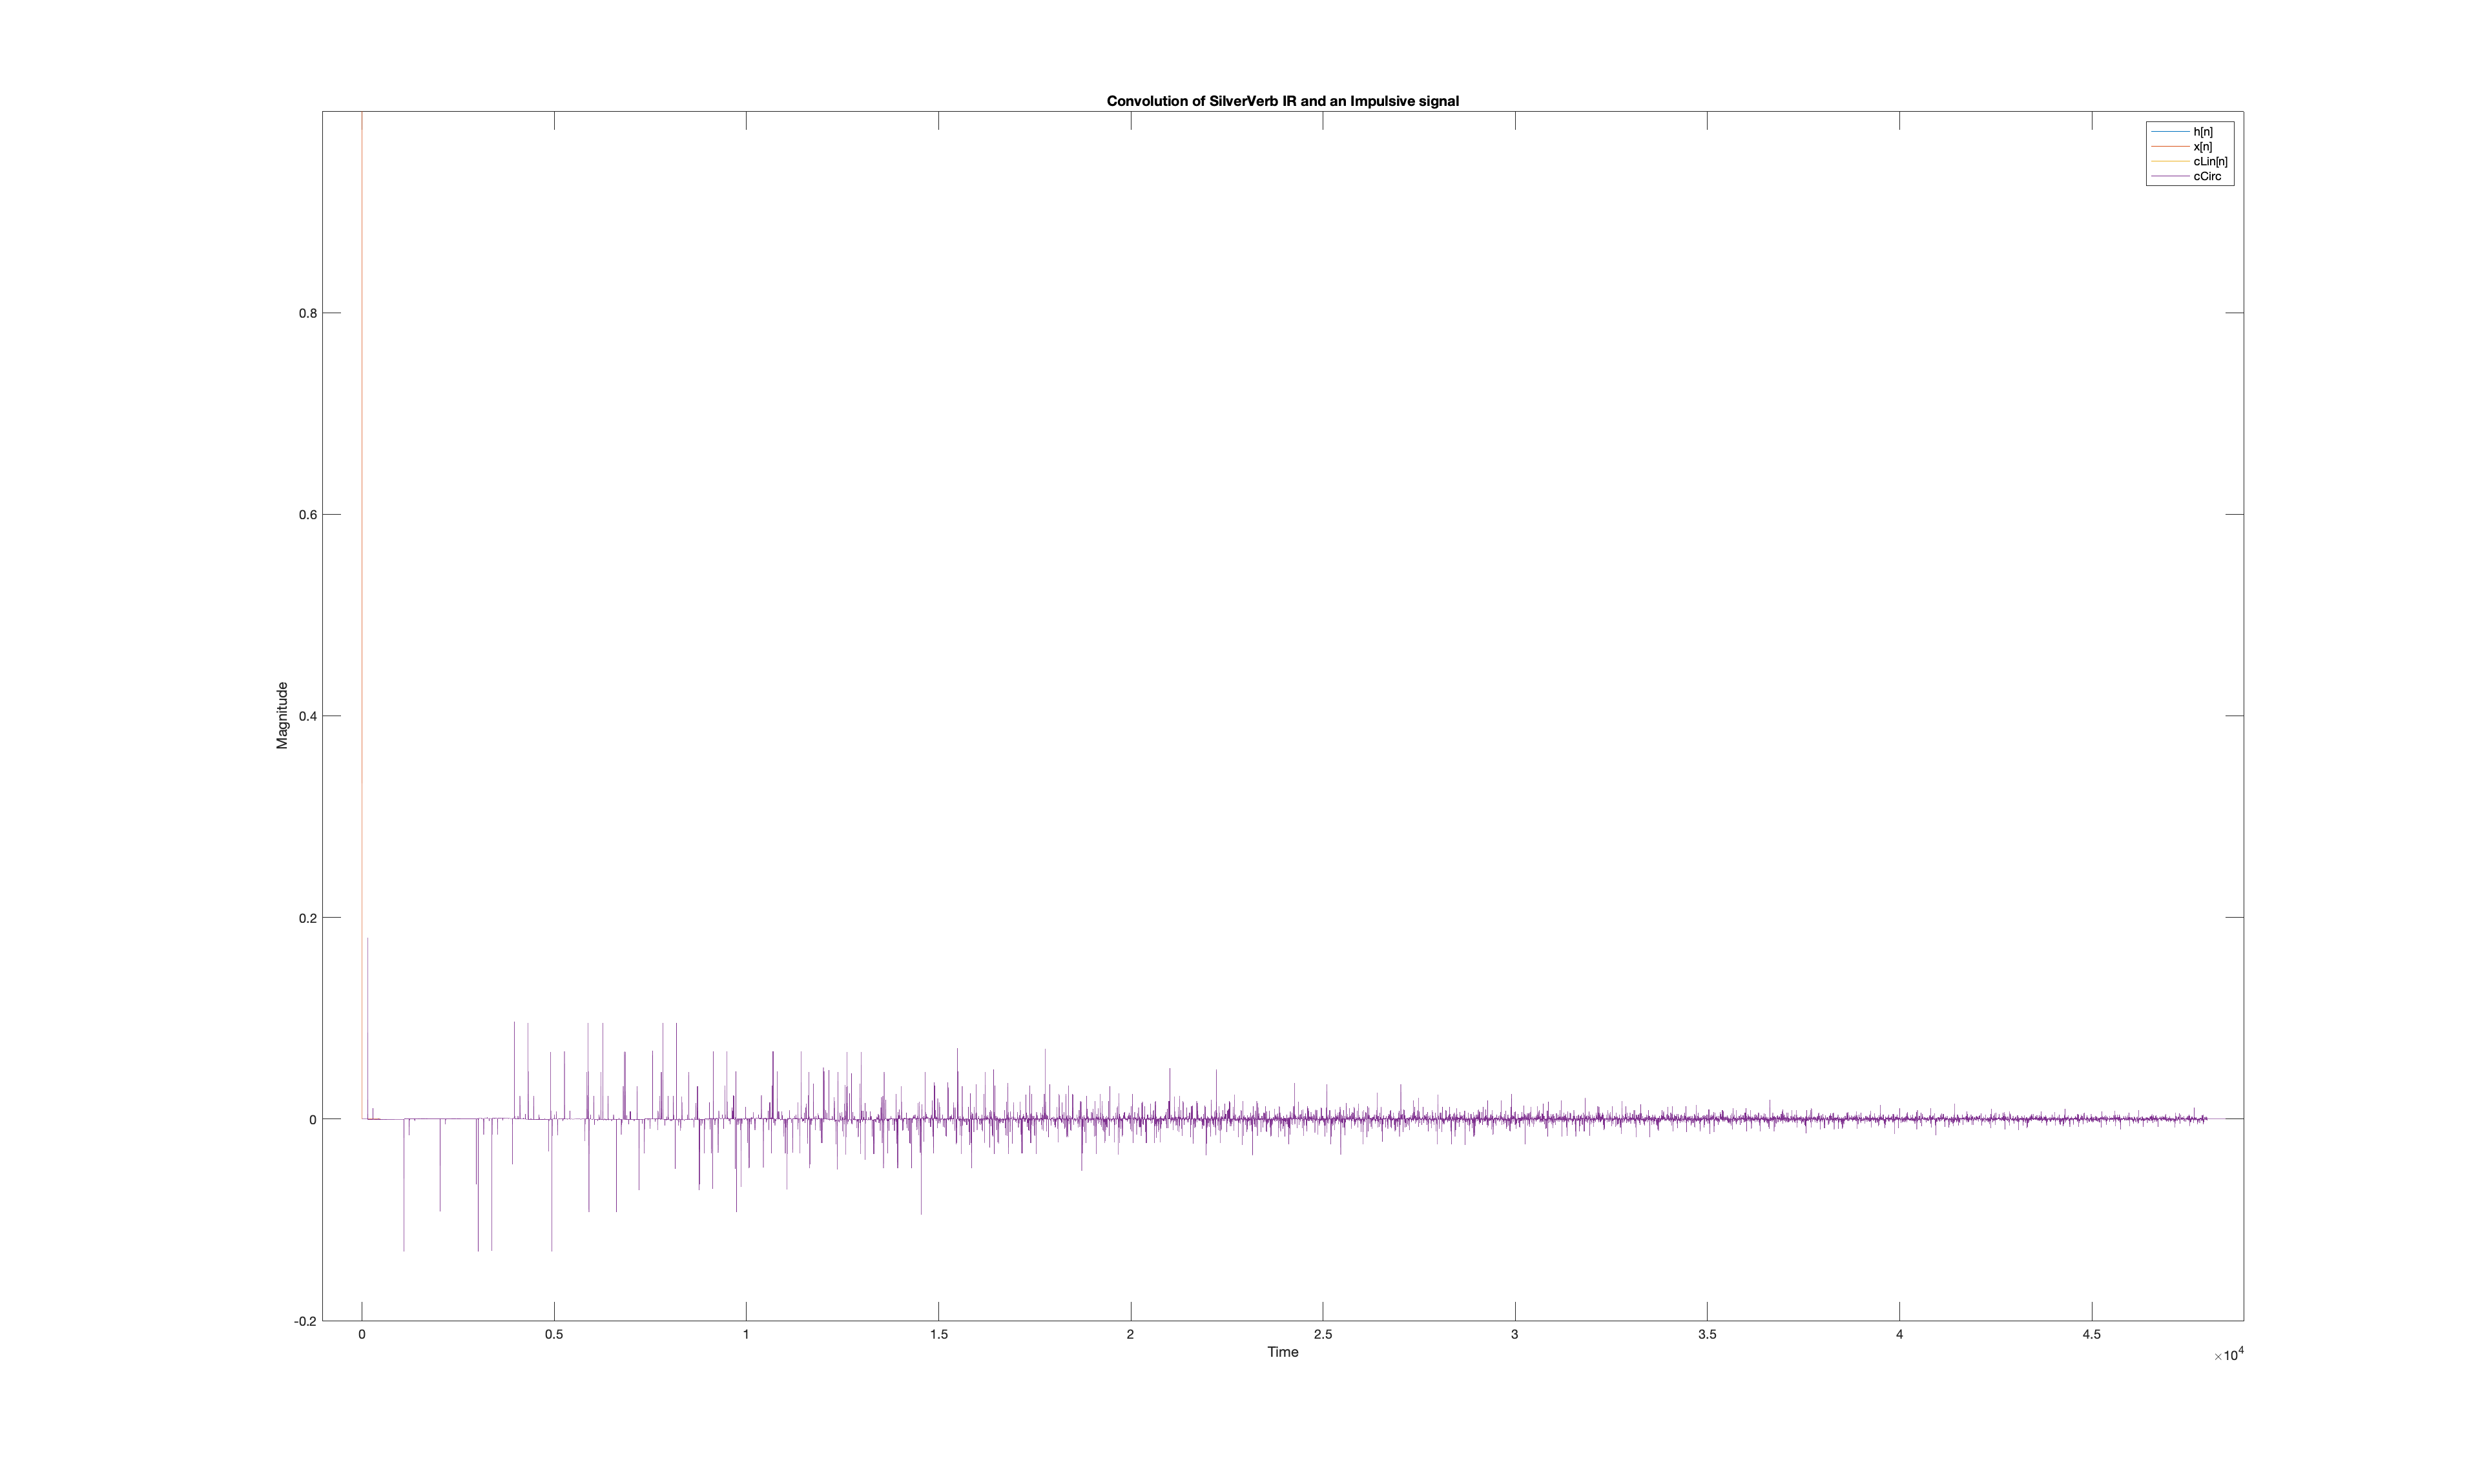 Convolution of SilverVerb IR and an Impulsive signal
h[n]
x[n]
cLin[n]
cCirc
0.8
0.6
0.4
0.2
0
-0.2
Magnitude
0
0.5
1
1.5
2
2.5
3
3.5
4
4.5
Time
×10⁴